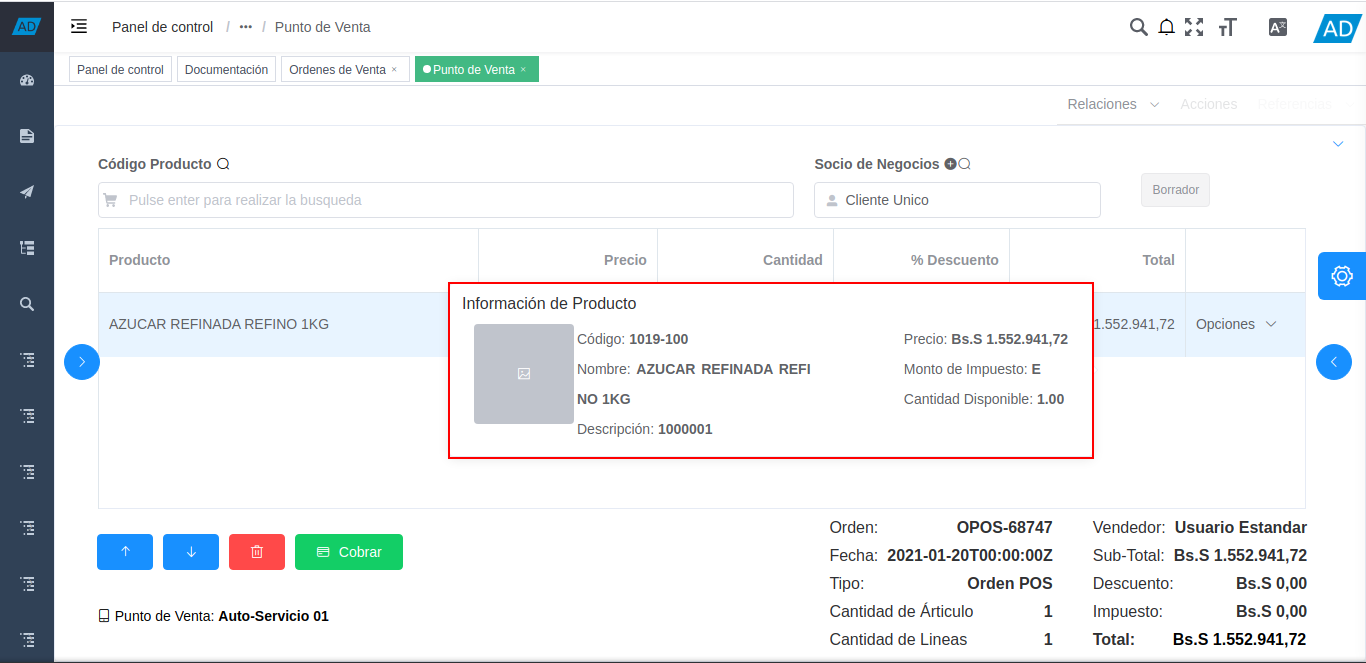 AD
Panel de control / ••• / Punto de Venta
AD
Panel de control
Documentación
Ordenes de Venta ×
Punto de Venta ×
Relaciones
Acciones
Referencias
Código Producto
Socio de Negocios
Pulse enter para realizar la busqueda
Cliente Unico
Borrador
Producto Precio Cantidad % Descuento Total
AZUCAR REFINADA REFINO 1KG
1.552.941,72
Opciones
Información de Producto
Código: 1019-100
Nombre: AZUCAR REFINADA REFI
NO 1KG
Descripción: 1000001
Precio: Bs.S 1.552.941,72
Monto de Impuesto: E
Cantidad Disponible: 1.00
Cobrar
Punto de Venta: Auto-Servicio 01
Orden: OPOS-68747
Fecha: 2021-01-20T00:00:00Z
Tipo: Orden POS
Cantidad de Árticulo 1
Cantidad de Lineas 1
Vendedor: Usuario Estandar
Sub-Total: Bs.S 1.552.941,72
Descuento: Bs.S 0,00
Impuesto: Bs.S 0,00
Total: Bs.S 1.552.941,72